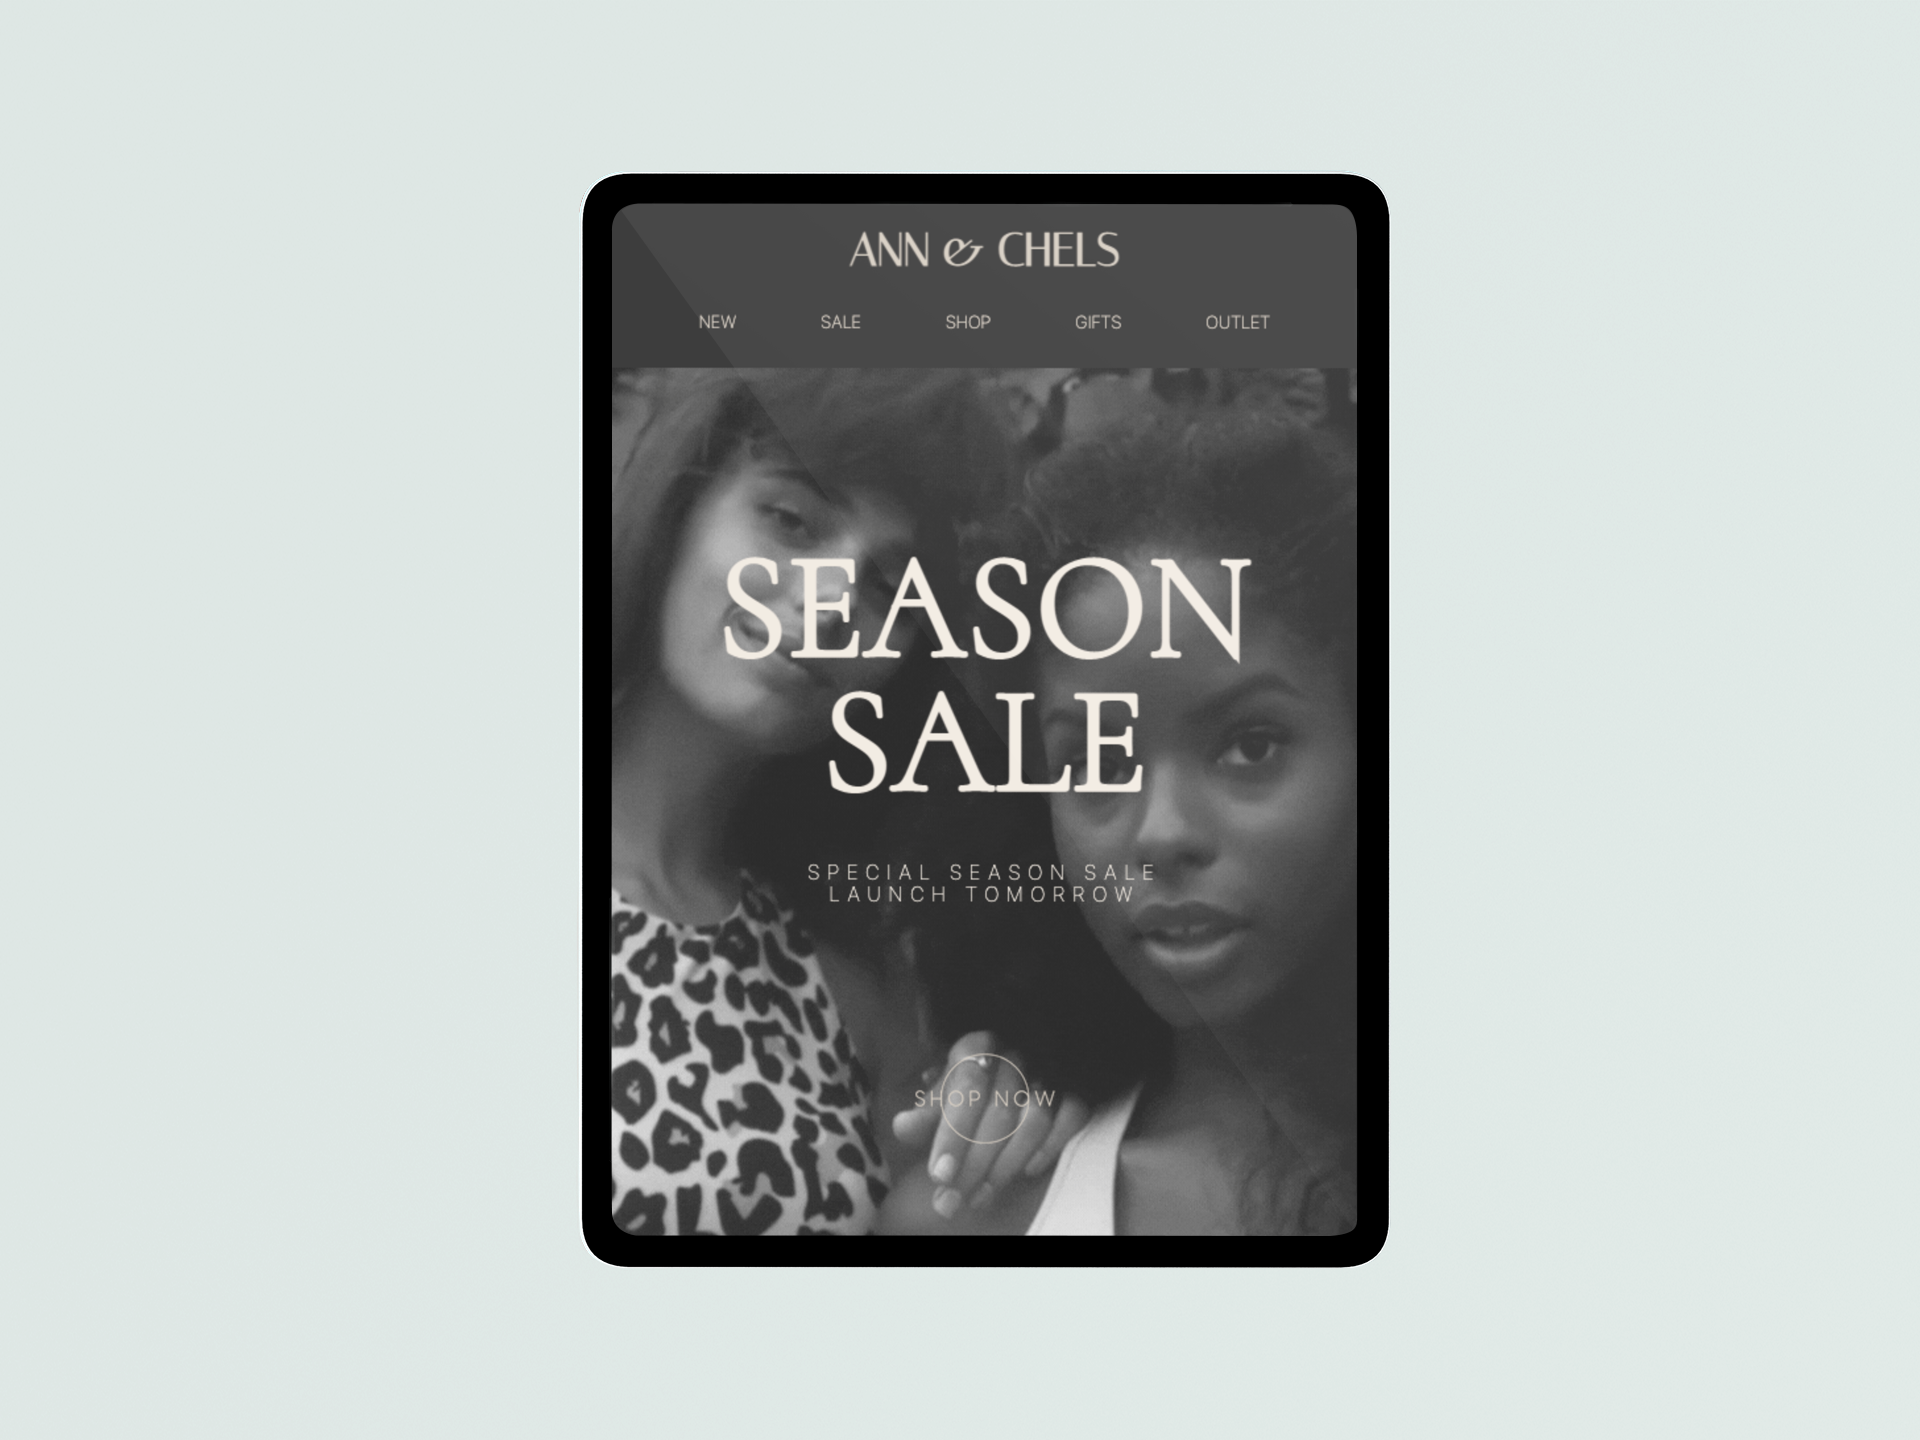 ANN & CHELS
NEW SALE SHOP GIFTS OUTLET
SEASON
SALE
SPECIAL SEASON SALE
LAUNCH TOMORROW
SHOP NOW